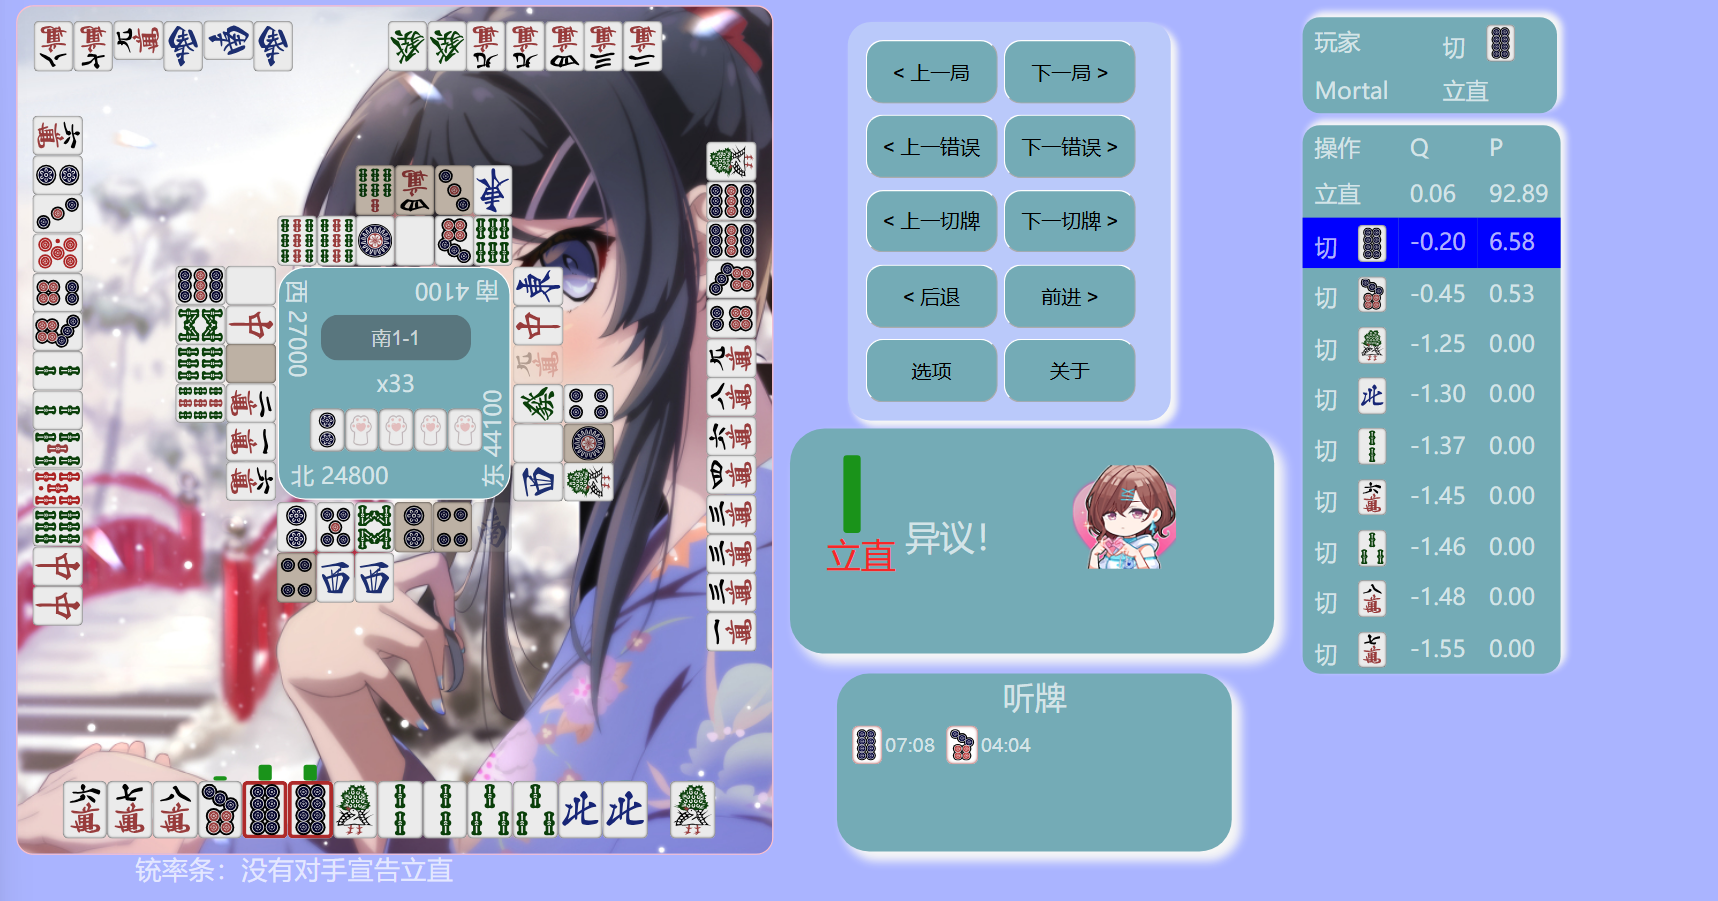 南 4100
西 27000
南1-1
x33
东 44100
北 24800
铳率条：没有对手宣告立直
< 上一局
下一局 >
< 上一错误
下一错误 >
< 上一切牌
下一切牌 >
< 后退
前进 >
选项
关于
立直
异议！
听牌
07:08
04:04
玩家 切
Mortal 立直
操作 Q P
立直 0.06 92.89
切 -0.20 6.58
切 -0.45 0.53
切 -1.25 0.00
切 -1.30 0.00
切 -1.37 0.00
切 -1.45 0.00
切 -1.46 0.00
切 -1.48 0.00
切 -1.55 0.00